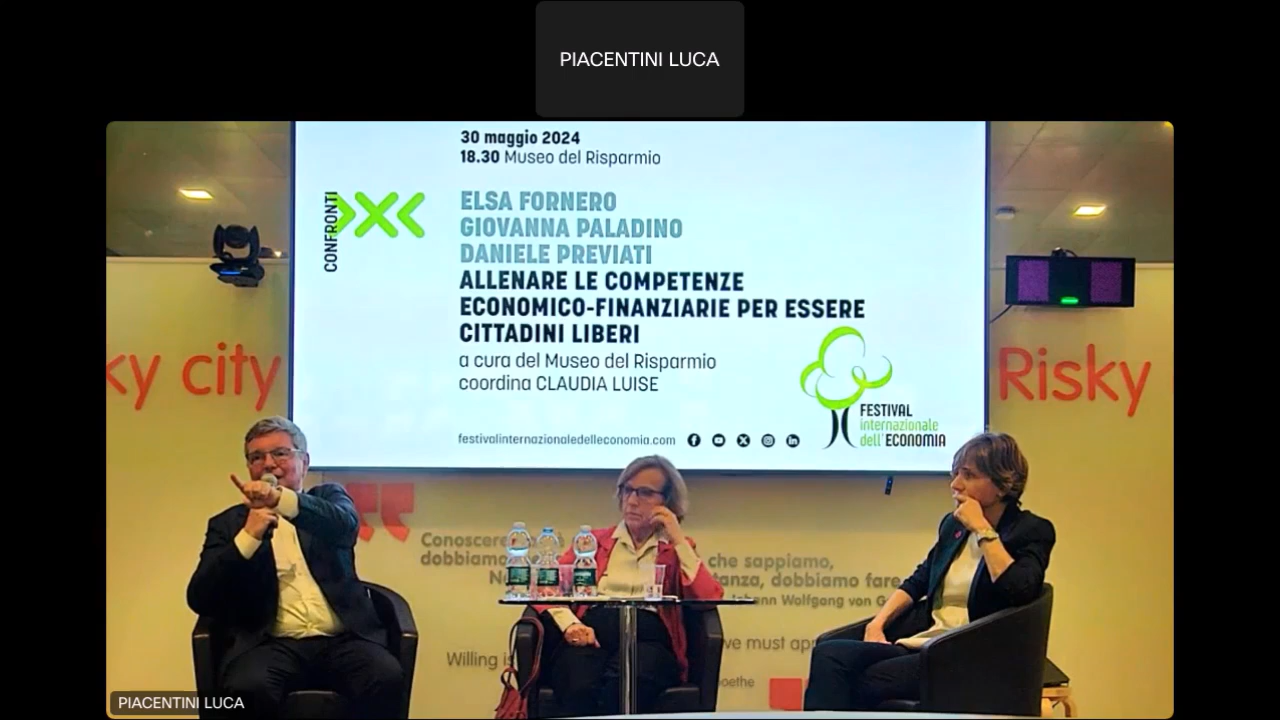 PIACENTINI LUCA
30 maggio 2024
18.30 Museo del Risparmio
CONFRONTI
ELSA FORNERO
GIOVANNA PALADINO
DANIELE PREVIATI
ALLENARE LE COMPETENZE
ECONOMICO-FINANZIARIE PER ESSERE
CITTADINI LIBERI
a cura del Museo del Risparmio
coordina CLAUDIA LUISE
festivalinternazionaledelleconomia.com
FESTIVAL
internazionale
dell'ECONOMIA
ky city
Risky
Conoscere
dobbiamo
che sappiamo,
tanza, dobbiamo fare
Johann Wolfgang von G
Willing is
we must app
oethe
PIACENTINI LUCA